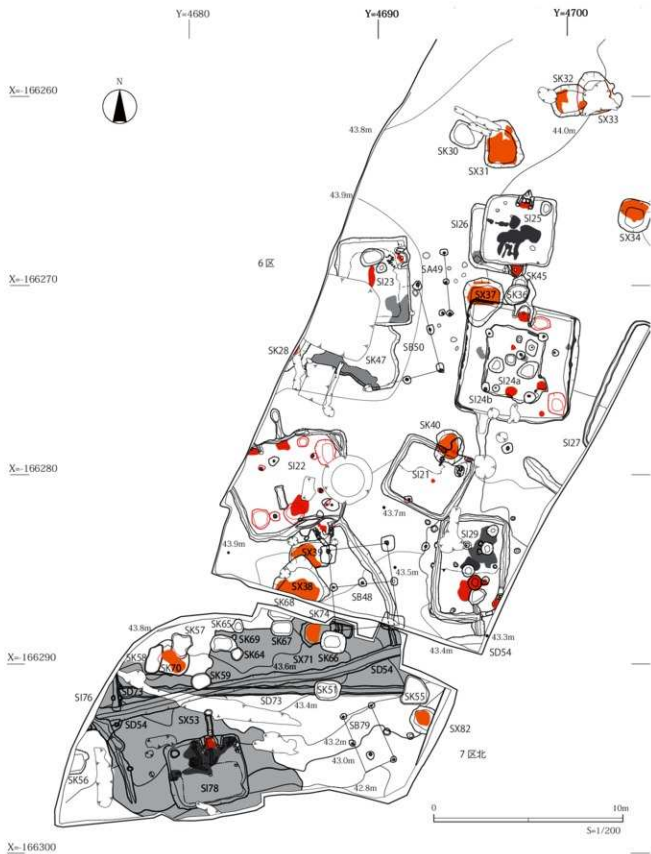 Y=4680
Y=4690
Y=4700
X=-166260
N
SK32
SX33
44.0m
43.8m
SK30
SX31
43.9m
SI26
SI25
SX34
6区
SA49
SK45
X=-166270
SI23
SX37
SK36
SK28
SK47
SB50
SI24a
SI24b
SI27
SK40
X=-166280
SI22
SI21
43.7m
SI29
43.9m
SX39
43.5m
SX38
SB48
SK68
SK74
43.3m
43.8m
SK65
SK57
SK69
SK67
43.4m
SD54
SK58
SK64
SX71
SK66
X=-166290
SK70
43.6m
SK59
SD54
SI76
SD75
SK51
SK55
SD73
43.4m
SD54
SX53
SB79
SX82
43.2m
7区北
SK56
43.0m
SI78
42.8m
0
10m
S=1/200
X=-166300